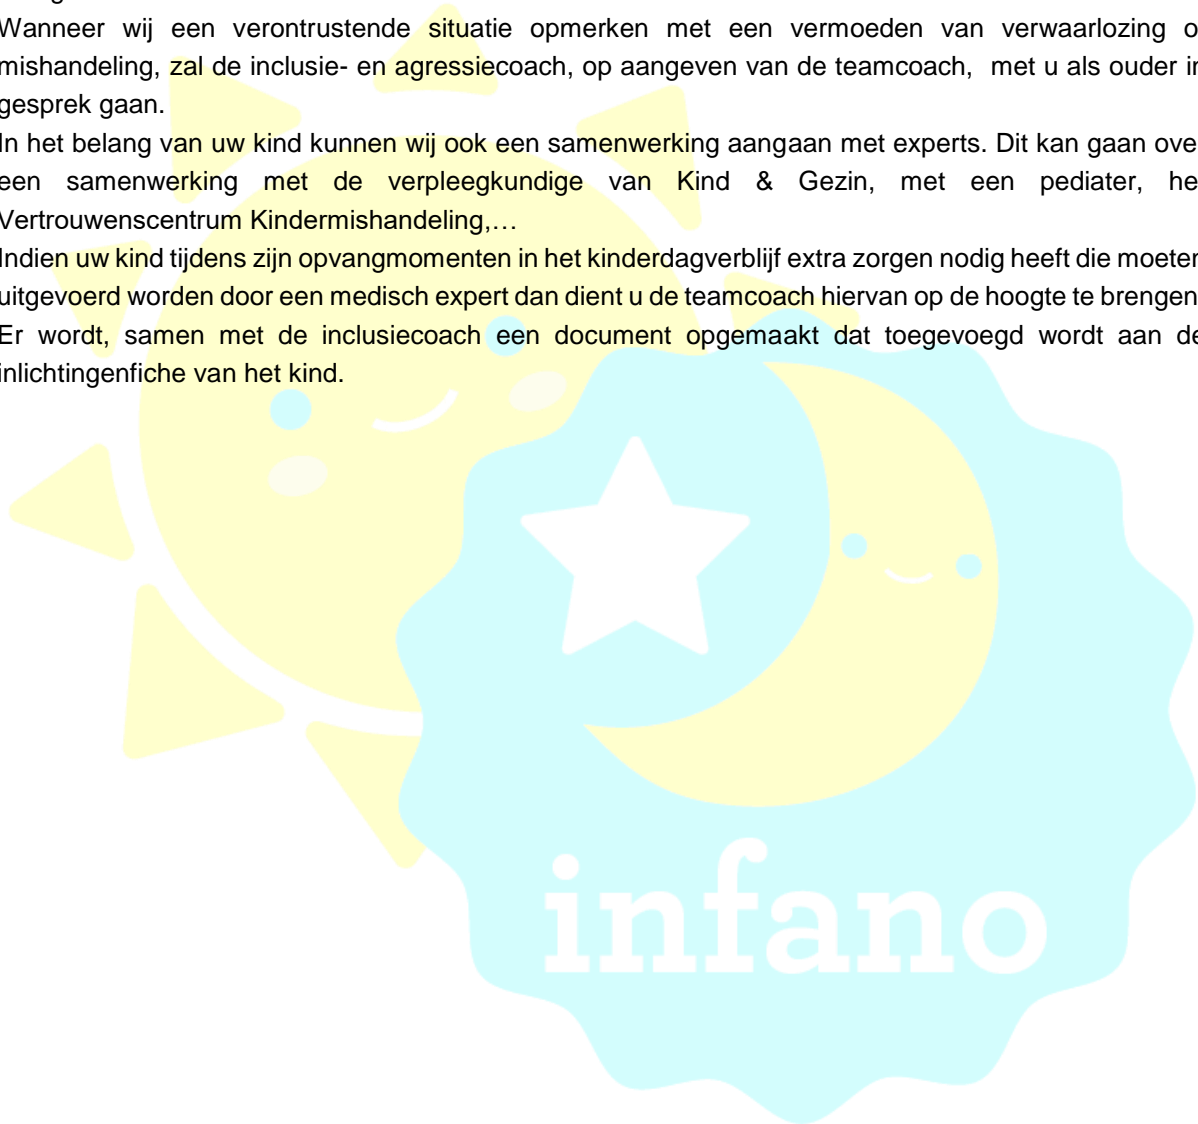 Wanneer wij een verontrustende situatie opmerken met een vermoeden van verwaarlozing o
mishandeling, zal de inclusie- en agressiecoach, op aangeven van de teamcoach, met u als ouder in
gesprek gaan.
In het belang van uw kind kunnen wij ook een samenwerking aangaan met experts. Dit kan gaan ove
een samenwerking met de verpleegkundige van Kind & Gezin, met een pediater, he
Vertrouwenscentrum Kindermishandeling,…
Indien uw kind tijdens zijn opvangmomenten in het kinderdagverblijf extra zorgen nodig heeft die moeten
uitgevoerd worden door een medisch expert dan dient u de teamcoach hiervan op de hoogte te brengen
Er wordt, samen met de inclusiecoach een document opgemaakt dat toegevoegd wordt aan de
inlichtingenfiche van het kind.
infano